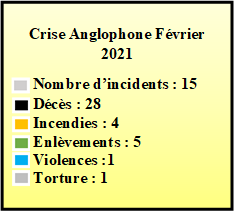 Crise Anglophone Février
2021
Nombre d’incidents : 15
Décès : 28
Incendies : 4
Enlèvements : 5
Violences :1
Torture : 1